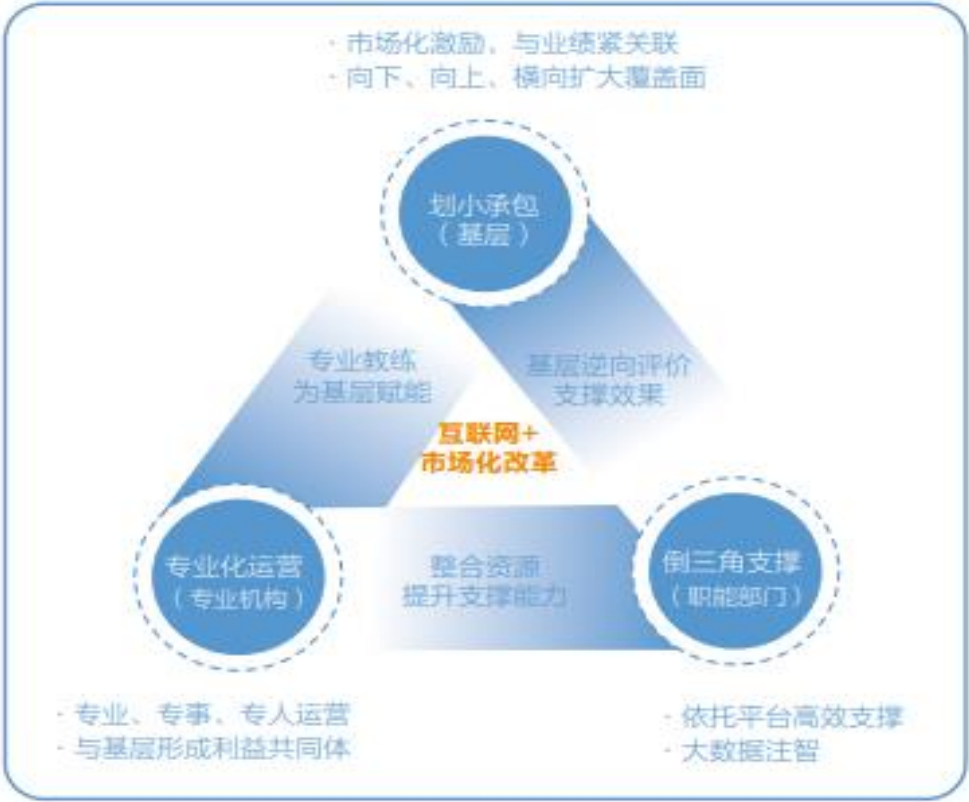 · 市场化激励、与业绩紧关联
· 向下、向上、横向扩大覆盖面
划小承包
（基层）
专业教练
为基层赋能
基层逆向评价
支撑效果
互联网+
市场化改革
专业化运营
（专业机构）
整合资源
提升支撑能力
倒三角支撑
（职能部门）
· 专业、专事、专人运营
· 与基层形成利益共同体
· 依托平台高效支撑
· 大数据注智